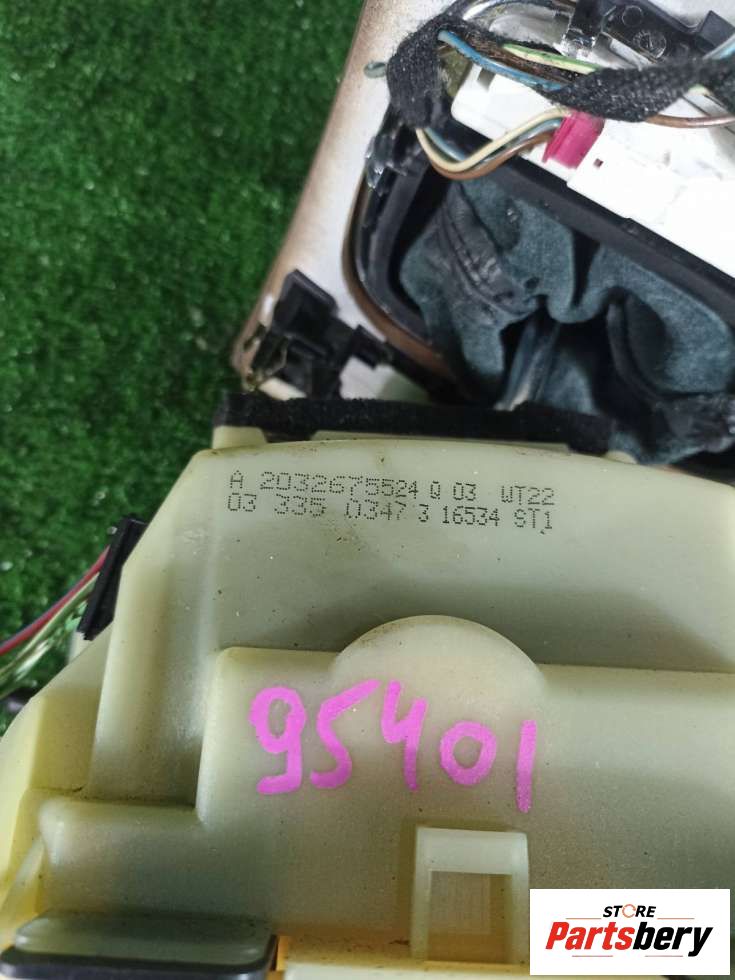 A 2032675524 Q 03 WT22
03 335 0347 3 16534 ST1
95401
STORE
Partsbery